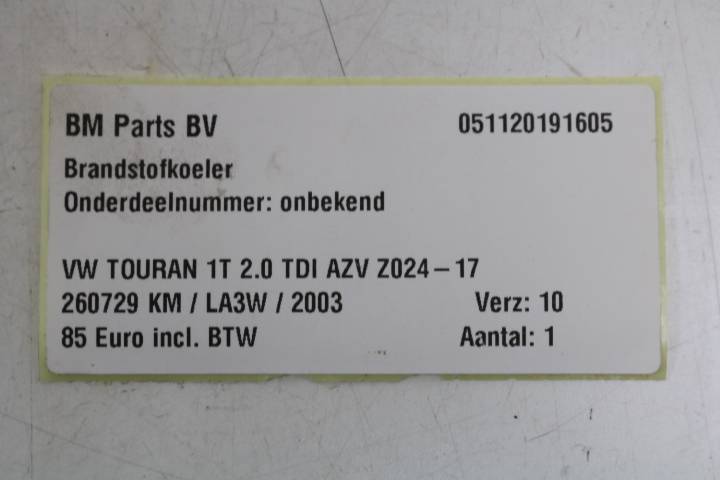 BM Parts BV 051120191605
Brandstofkoeler
Onderdeelnummer: onbekend
VW TOURAN 1T 2.0 TDI AZV Z024-17
260729 KM / LA3W / 2003 Verz: 10
85 Euro incl. BTW Aantal: 1